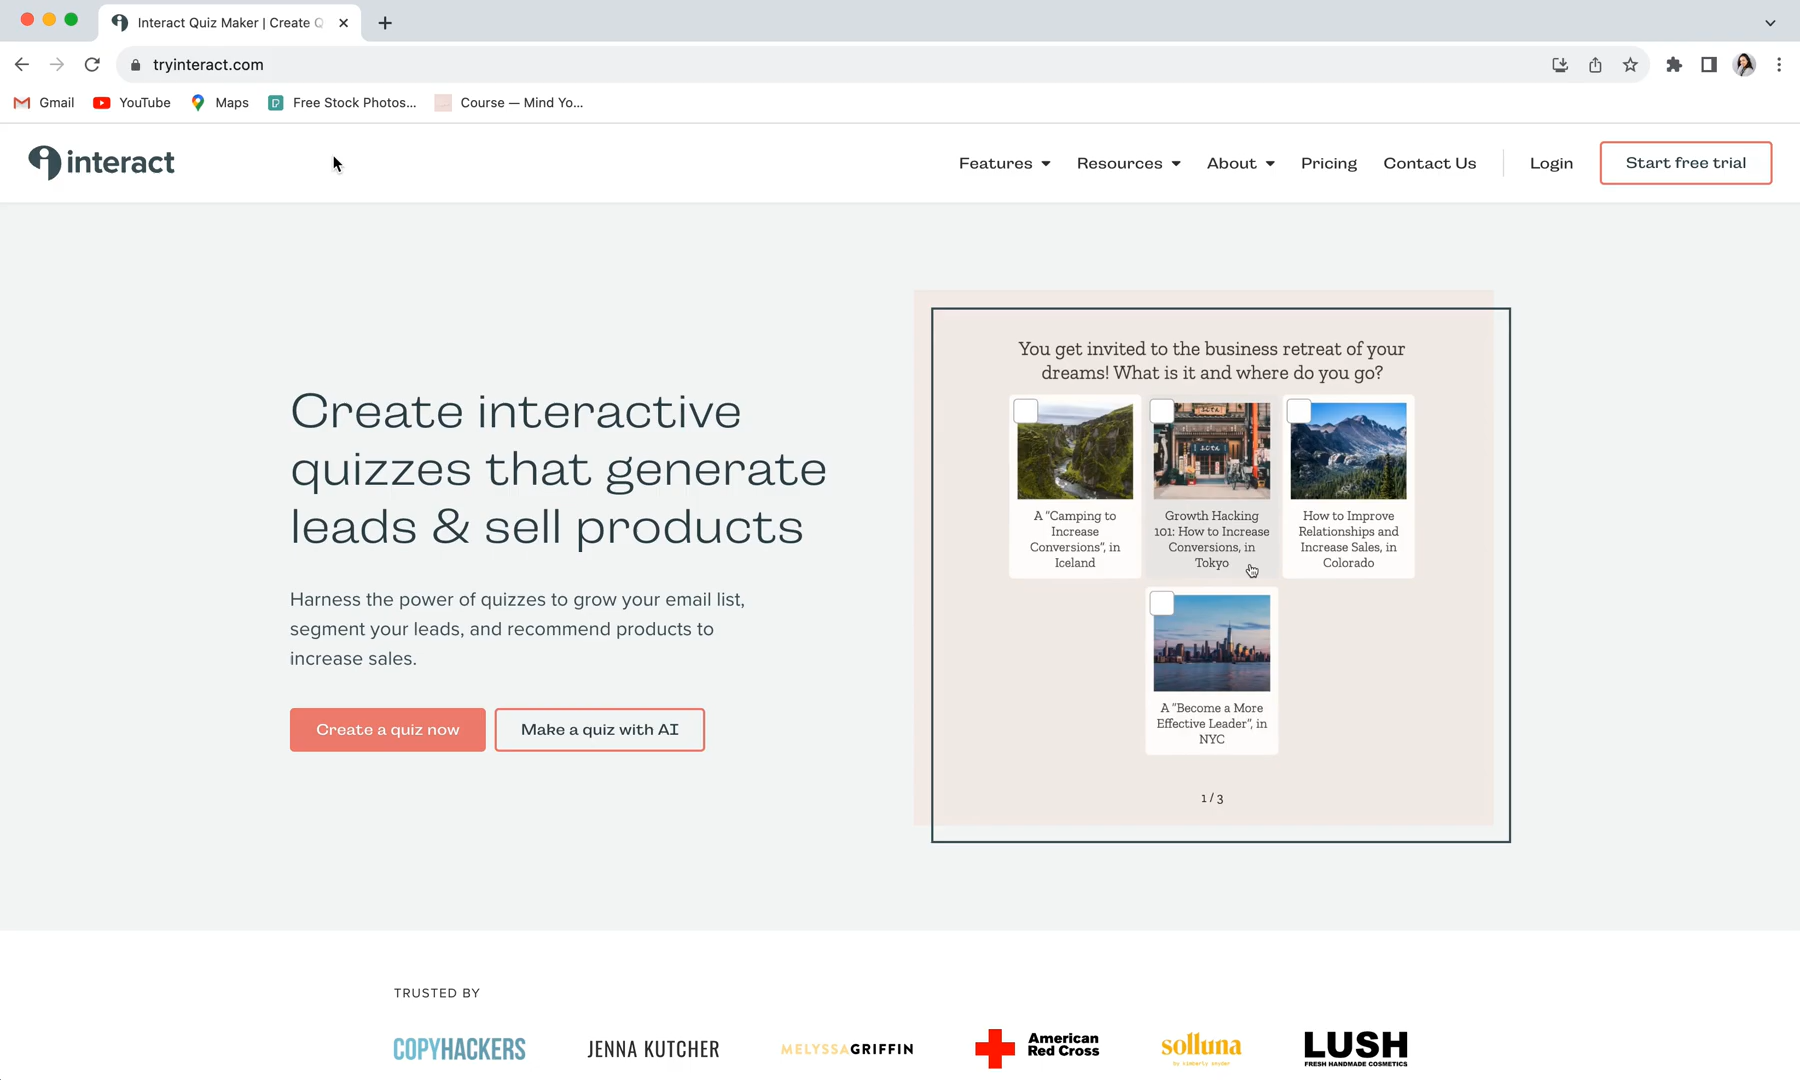 Interact Quiz Maker | Create Q
tryinteract.com
Gmail
YouTube
Maps
Free Stock Photos...
Course — Mind Yo...
interact
Features
Resources
About
Pricing
Contact Us
Login
Start free trial
Create interactive
quizzes that generate
leads & sell products
Harness the power of quizzes to grow your email list,
segment your leads, and recommend products to
increase sales.
Create a quiz now
Make a quiz with AI
You get invited to the business retreat of your
dreams! What is it and where do you go?
A "Camping to
Increase
Conversions", in
Iceland
Growth Hacking
101: How to Increase
Conversions, in
Tokyo
How to Improve
Relationships and
Increase Sales, in
Colorado
A "Become a More
Effective Leader", in
NYC
1 / 3
TRUSTED BY
COPYHACKERS
JENNA KUTCHER
MELYSSAGRIFFIN
American
Red Cross
solluna
by kimberly snyder
LUSH
FRESH HANDMADE COSMETICS